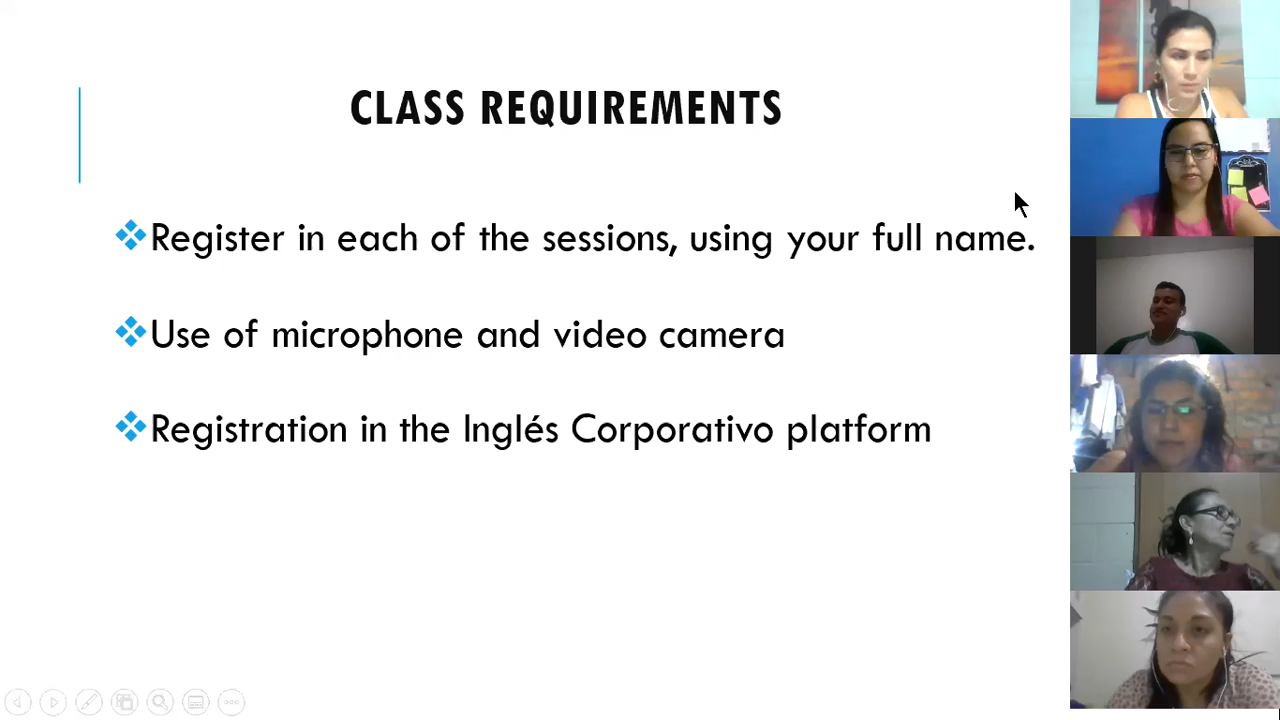 CLASS REQUIREMENTS
Register in each of the sessions, using your full name.
Use of microphone and video camera
Registration in the Inglés Corporativo platform